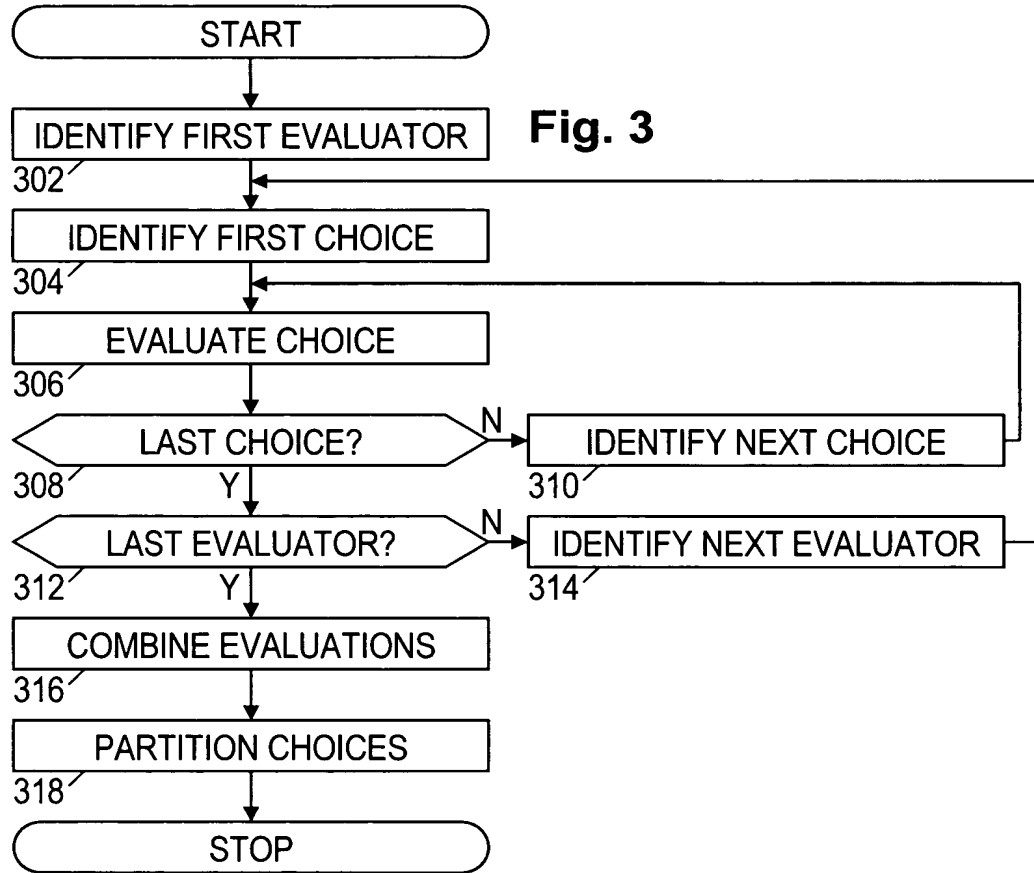 START
IDENTIFY FIRST EVALUATOR
Fig. 3
302
IDENTIFY FIRST CHOICE
304
EVALUATE CHOICE
306
LAST CHOICE?
N
IDENTIFY NEXT CHOICE
308
Y
310
LAST EVALUATOR?
N
IDENTIFY NEXT EVALUATOR
312
Y
314
COMBINE EVALUATIONS
316
PARTITION CHOICES
318
STOP